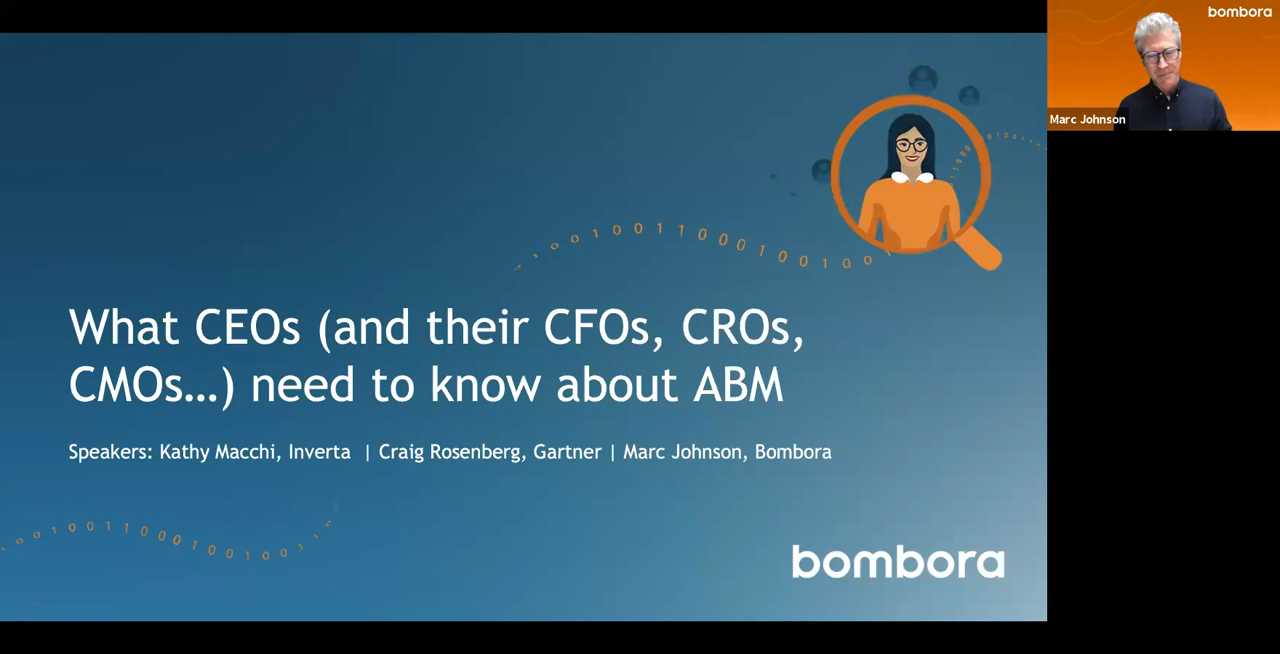 bombora
Marc Johnson
What CEOs (and their CFOs, CROs,
CMOs...) need to know about ABM
Speakers: Kathy Macchi, Inverta | Craig Rosenberg, Gartner | Marc Johnson, Bombora
bombora